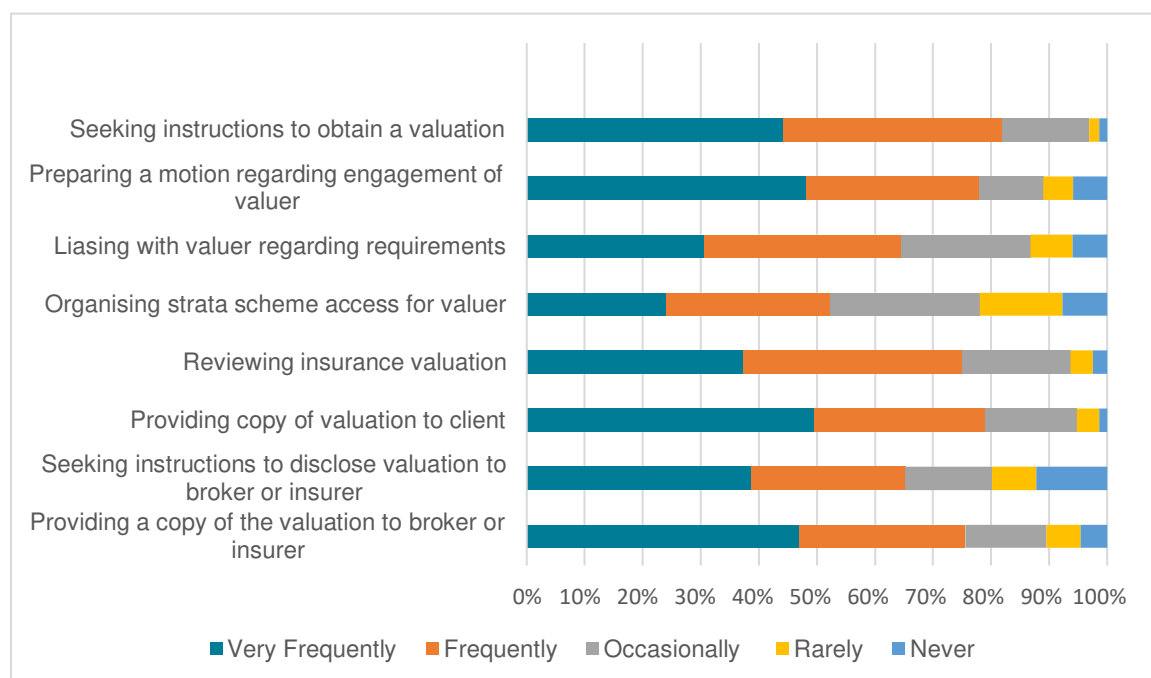 Seeking instructions to obtain a valuation
Preparing a motion regarding engagement of
valuer
Liasing with valuer regarding requirements
Organising strata scheme access for valuer
Reviewing insurance valuation
Providing copy of valuation to client
Seeking instructions to disclose valuation to
broker or insurer
Providing a copy of the valuation to broker or
insurer
0% 10% 20% 30% 40% 50% 60% 70% 80% 90% 100%
Very Frequently Frequently Occasionally Rarely Never